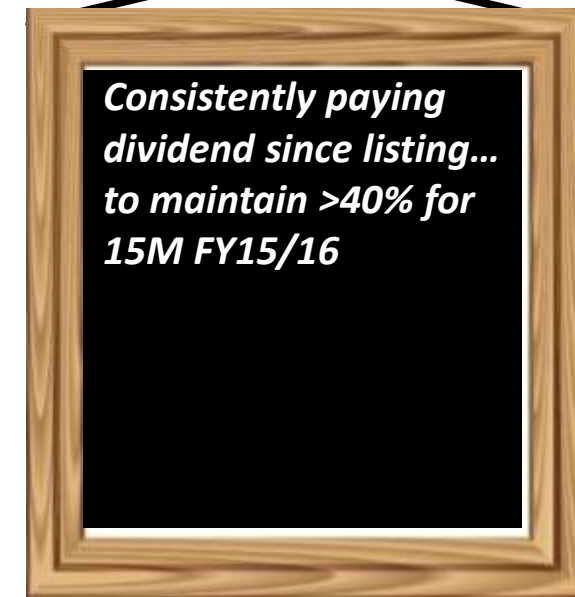 Consistently paying
dividend since listing…
to maintain >40% for
15M FY15/16